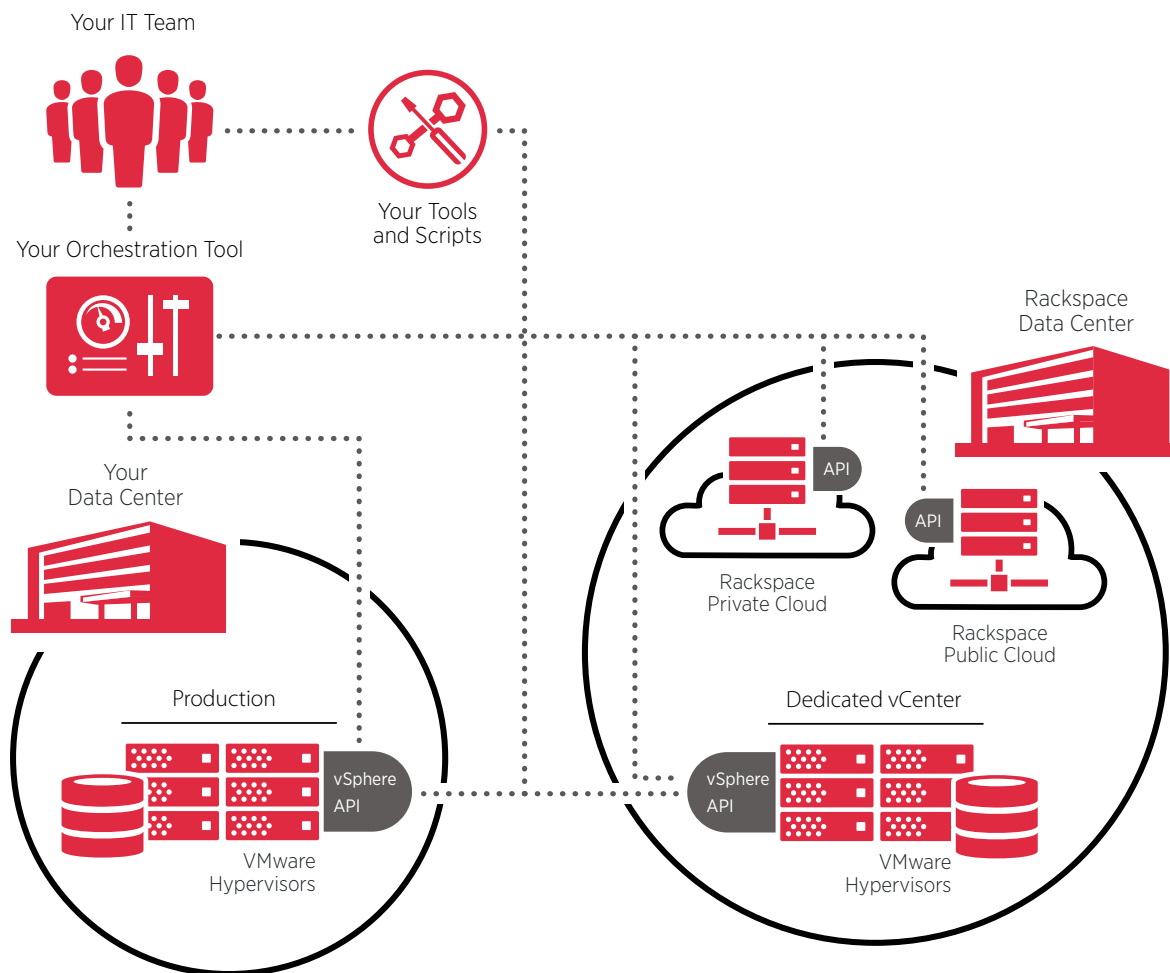 Your IT Team
Your Tools
and Scripts
Your Orchestration Tool
Rackspace
Data Center
API
API
Rackspace
Private Cloud
Rackspace
Public Cloud
Your
Data Center
Production
vSphere
API
VMware
Hypervisors
Dedicated vCenter
vSphere
API
VMware
Hypervisors